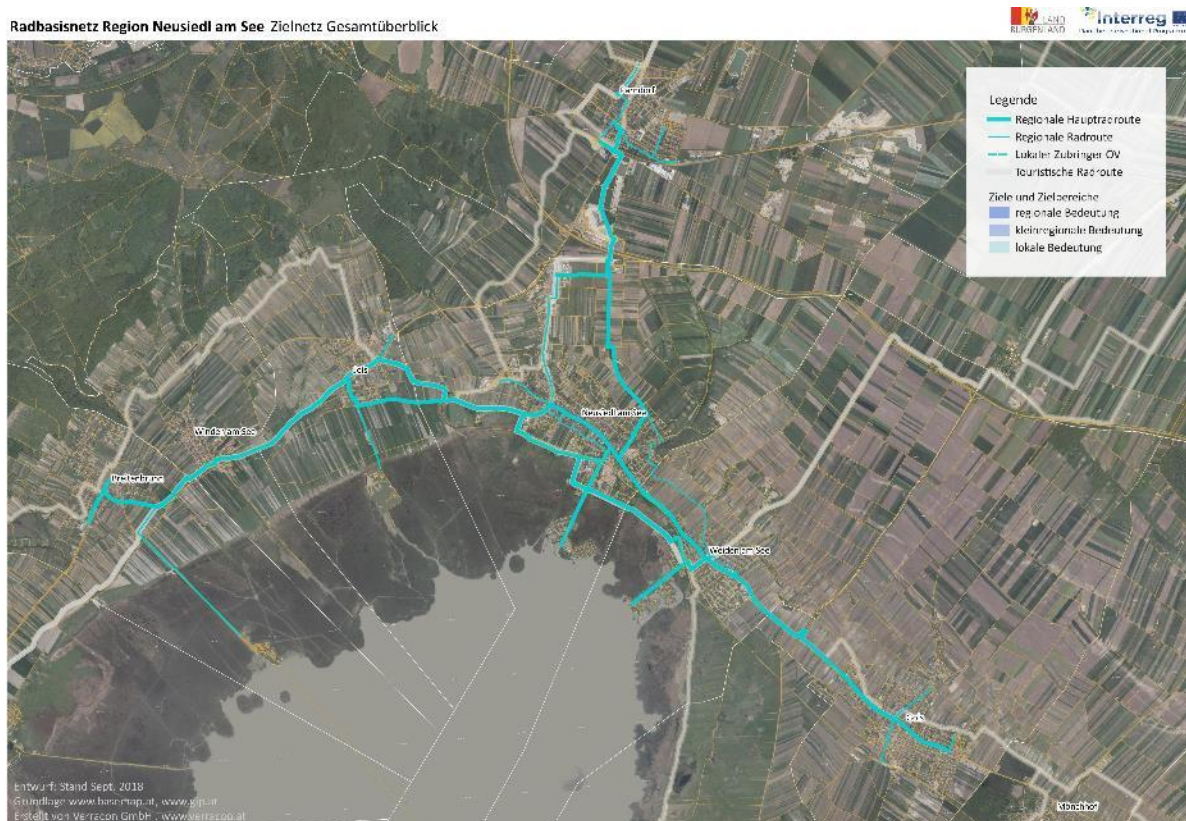 Radbasisnetz Region Neusiedl am See Zielnetz Gesamtüberblick
LAND
BURGENLAND
Interreg
Legende
Regionale Hauptradroute
Regionale Radroute
Lokaler Zubringer ÖV
Touristische Radroute
Ziele und Zielbereiche
regionale Bedeutung
kleinregionale Bedeutung
lokale Bedeutung
Parndorf
Jois
Neusiedl am See
Winden am See
Breitenbrunn
Weiden am See
Gols
Mönchhof
Entwurf: Stand Sept. 2018
Grundlage www.basemap.at, www.gip.at
Erstellt von Verracon GmbH, www.verracon.at